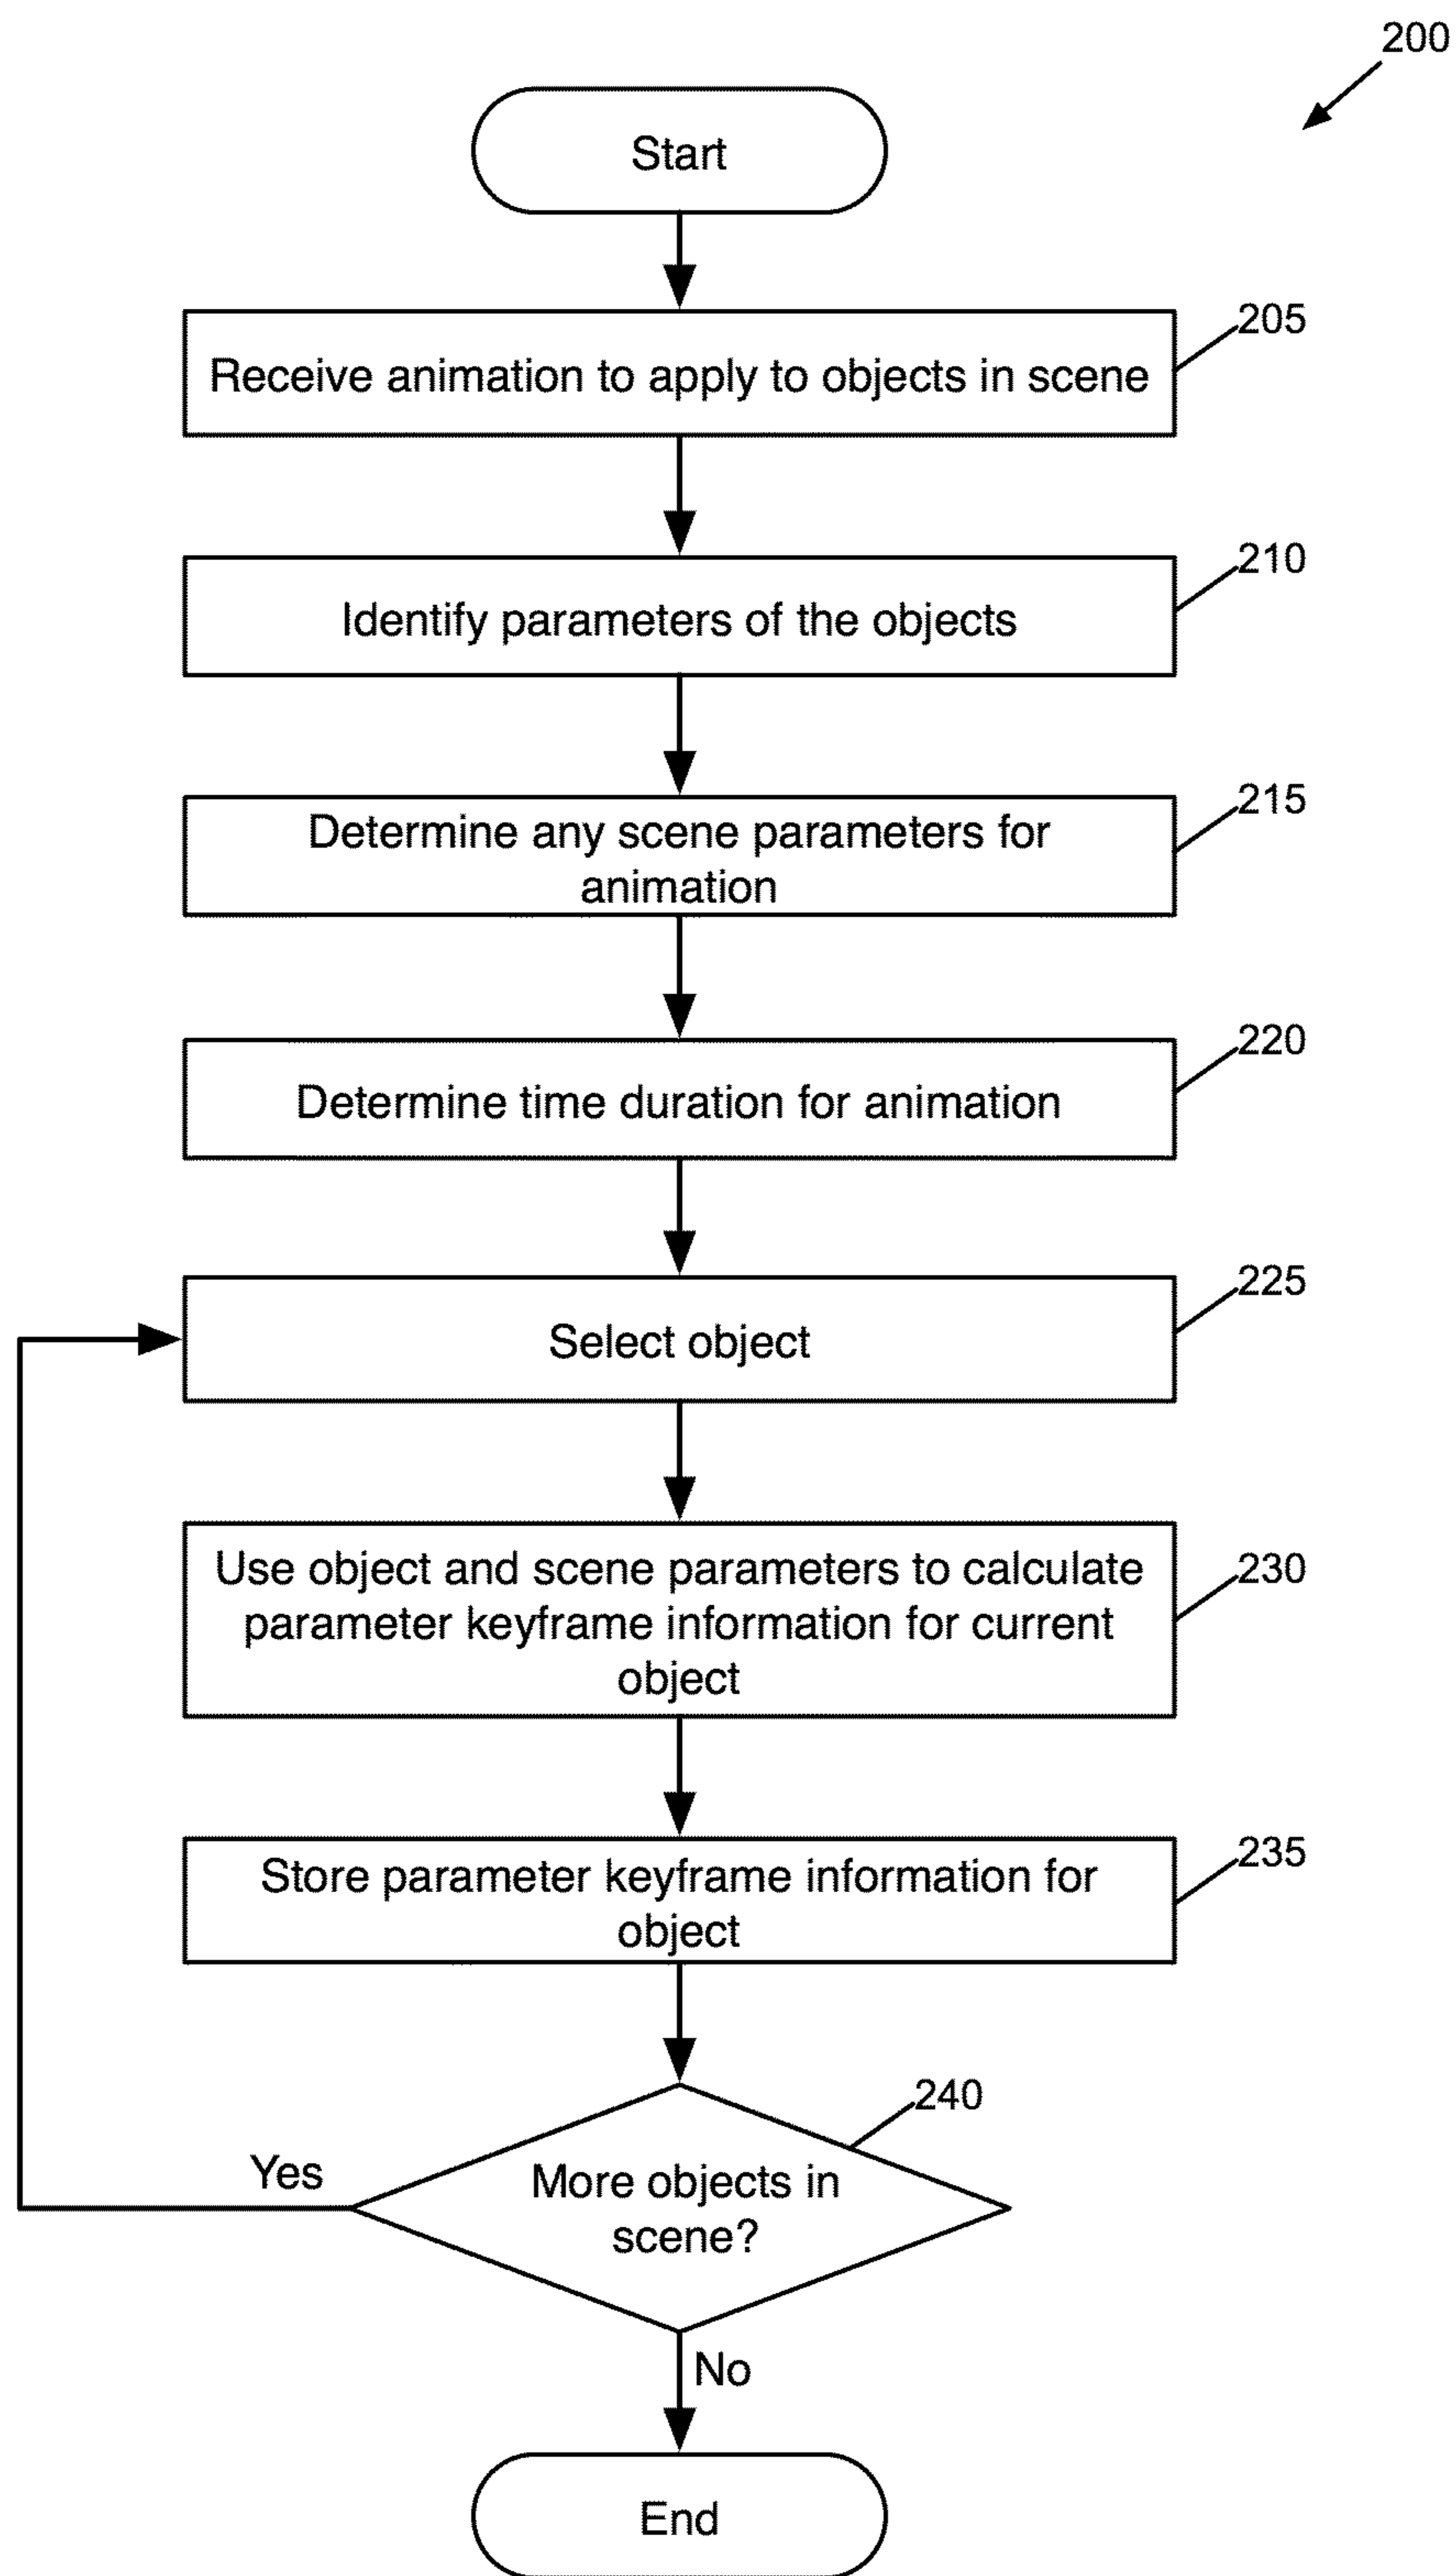 200
Start
205
Receive animation to apply to objects in scene
210
Identify parameters of the objects
215
Determine any scene parameters for
animation
220
Determine time duration for animation
225
Select object
230
Use object and scene parameters to calculate
parameter keyframe information for current
object
235
Store parameter keyframe information for
object
240
Yes
More objects in
scene?
No
End